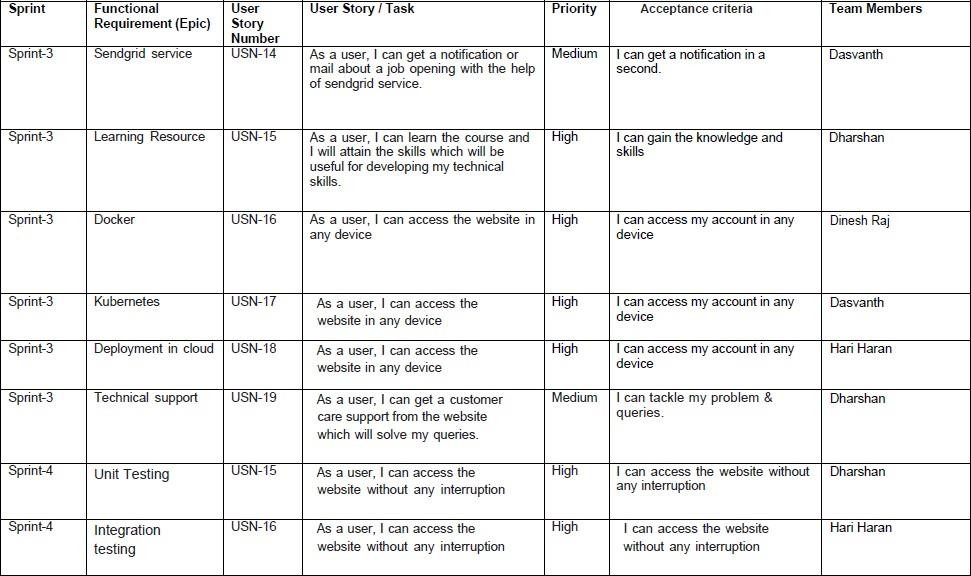 Sprint
Functional
Requirement (Epic)
User
Story
Number
User Story / Task
Priority
Acceptance criteria
Team Members
Sprint-3
Sendgrid service
USN-14
As a user, I can get a notification or
mail about a job opening with the help
of sendgrid service.
Medium
I can get a notification in a
second.
Dasvanth
Sprint-3
Learning Resource
USN-15
As a user, I can learn the course and
I will attain the skills which will be
useful for developing my technical
skills.
High
I can gain the knowledge and
skills
Dharshan
Sprint-3
Docker
USN-16
As a user, I can access the website in
any device
High
I can access my account in any
device
Dinesh Raj
Sprint-3
Kubernetes
USN-17
As a user, I can access the
website in any device
High
I can access my account in any
device
Dasvanth
Sprint-3
Deployment in cloud
USN-18
As a user, I can access the
website in any device
High
I can access my account in any
device
Hari Haran
Sprint-3
Technical support
USN-19
As a user, I can get a customer
care support from the website
which will solve my queries.
Medium
I can tackle my problem &
queries.
Dharshan
Sprint-4
Unit Testing
USN-15
As a user, I can access the
website without any interruption
High
I can access the website without
any interruption
Dharshan
Sprint-4
Integration
testing
USN-16
As a user, I can access the
website without any interruption
High
I can access the website
without any interruption
Hari Haran